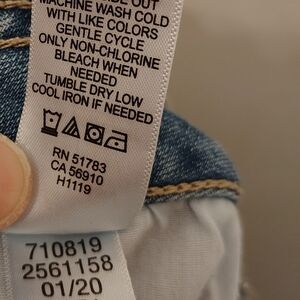 MACHINE WASH COLD
WITH LIKE COLORS
GENTLE CYCLE
ONLY NON-CHLORINE
BLEACH WHEN
NEEDED
TUMBLE DRY LOW
COOL IRON IF NEEDED
RN 51783
CA 56910
H1119
710819
2561158
01/20